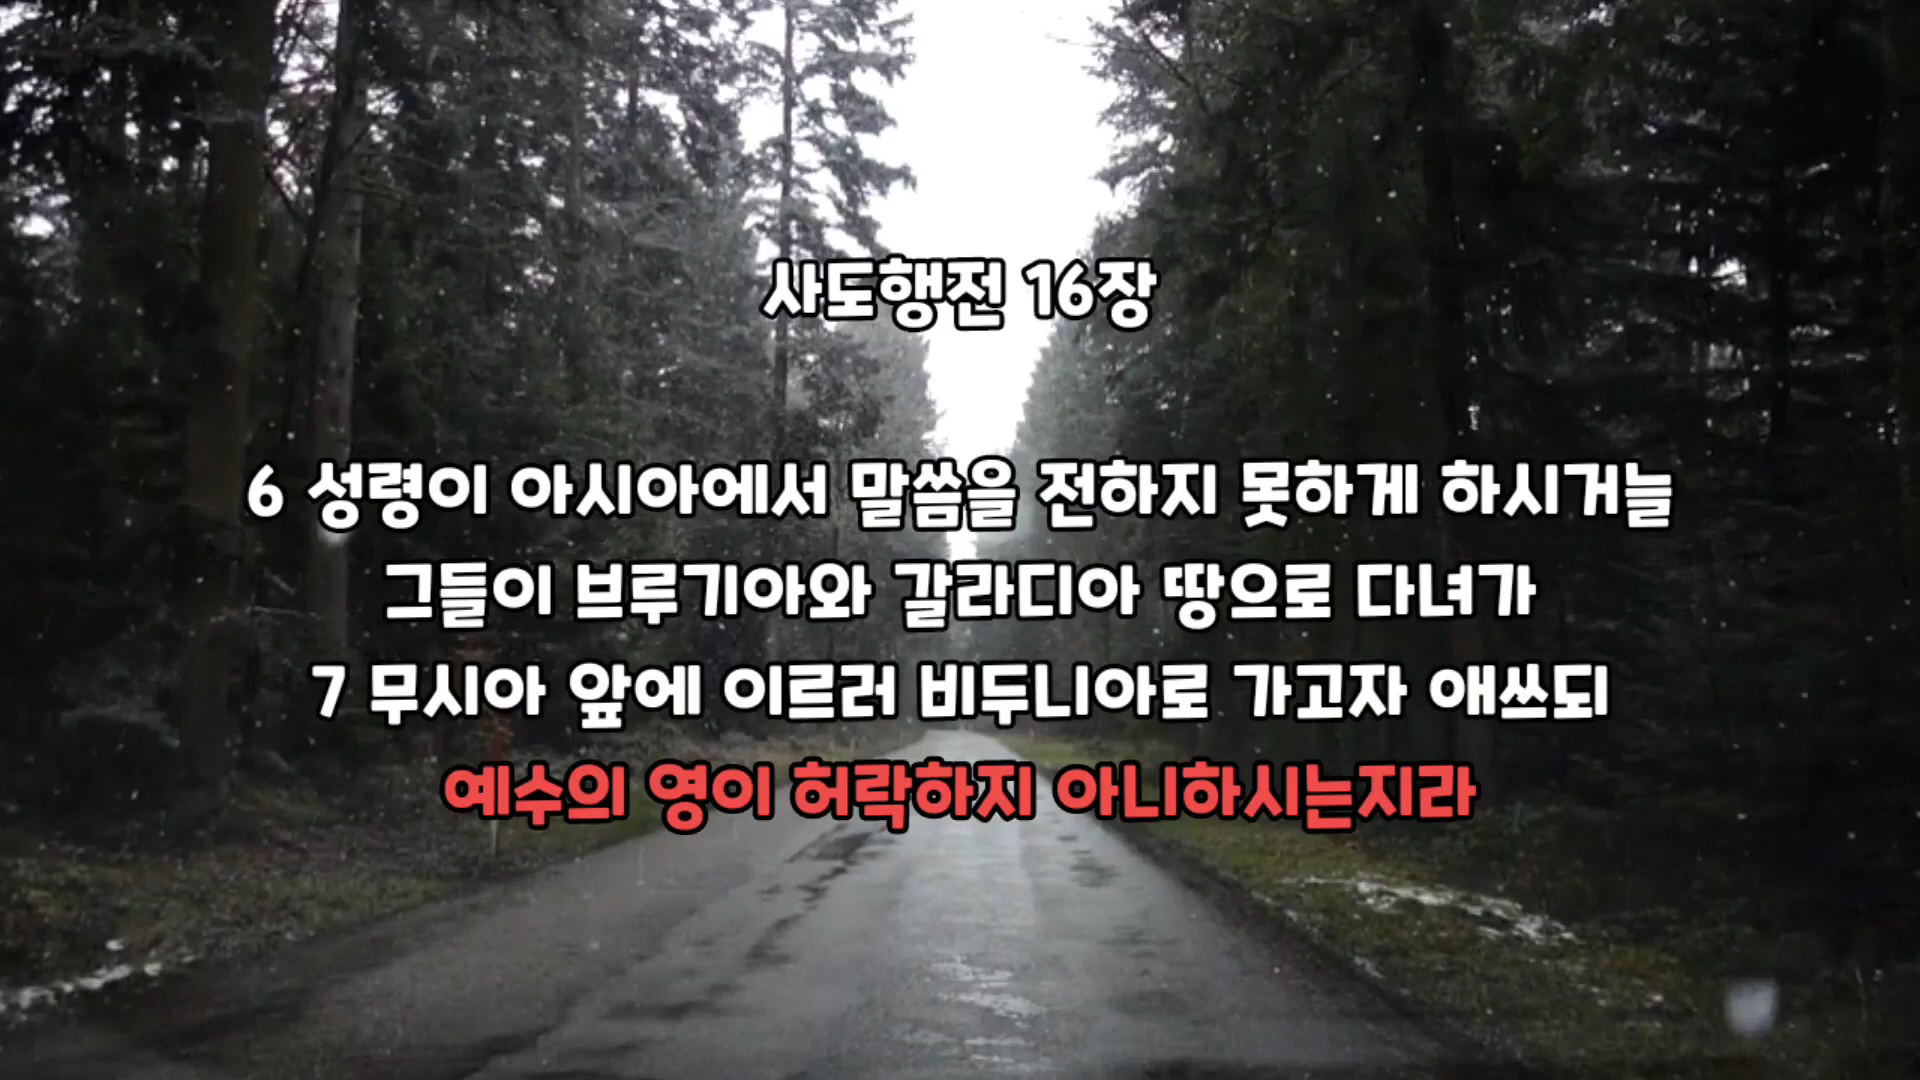 사도행전 16장
6 성령이 아시아에서 말씀을 전하지 못하게 하시거늘
그들이 브루기아와 갈라디아 땅으로 다녀가
7 무시아 앞에 이르러 비두니아로 가고자 애쓰되
예수의 영이 허락하지 아니하시는지라